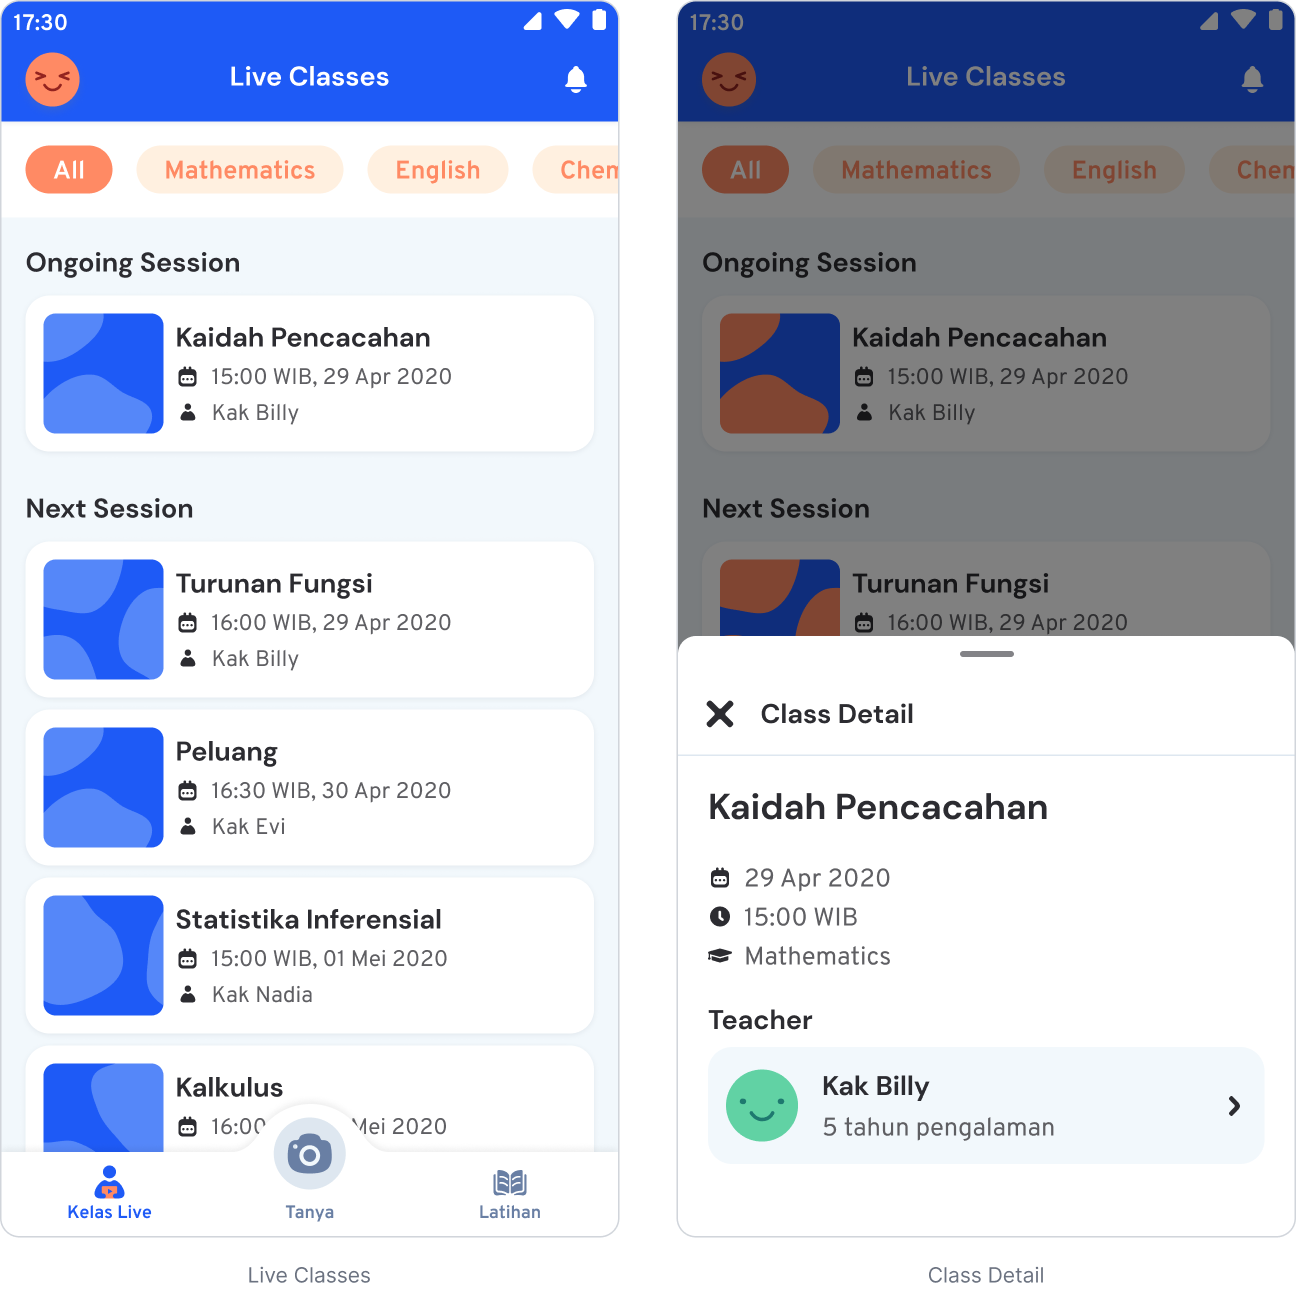 17:30
Live Classes
All Mathematics English Chem
Ongoing Session
Kaidah Pencacahan
15:00 WIB, 29 Apr 2020
Kak Billy
Next Session
Turunan Fungsi
16:00 WIB, 29 Apr 2020
Kak Billy
Peluang
16:30 WIB, 30 Apr 2020
Kak Evi
Statistika Inferensial
15:00 WIB, 01 Mei 2020
Kak Nadia
Kalkulus
16:00 Mei 2020
Kelas Live Tanya Latihan
Live Classes
17:30
Live Classes
All Mathematics English Chem
Ongoing Session
Kaidah Pencacahan
15:00 WIB, 29 Apr 2020
Kak Billy
Next Session
Turunan Fungsi
16:00 WIB, 29 Apr 2020
Class Detail
Kaidah Pencacahan
29 Apr 2020
15:00 WIB
Mathematics
Teacher
Kak Billy
5 tahun pengalaman
Class Detail